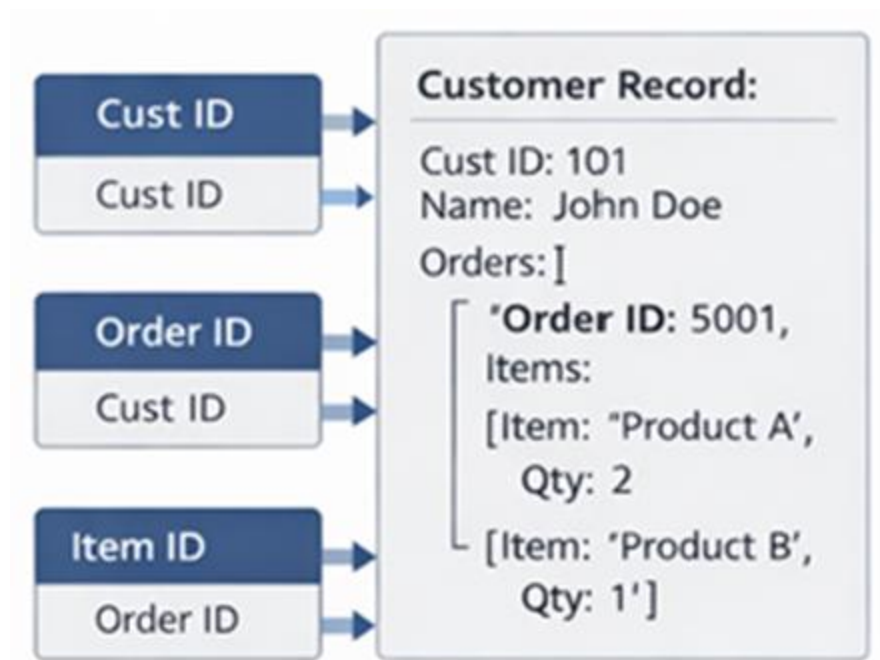 Cust ID
Cust ID
Order ID
Cust ID
Item ID
Order ID
Customer Record:
Cust ID: 101
Name: John Doe
Orders: [
"Order ID: 5001,
Items:
[Item: "Product A',
Qty: 2
[Item: "Product B',
Qty: 1']